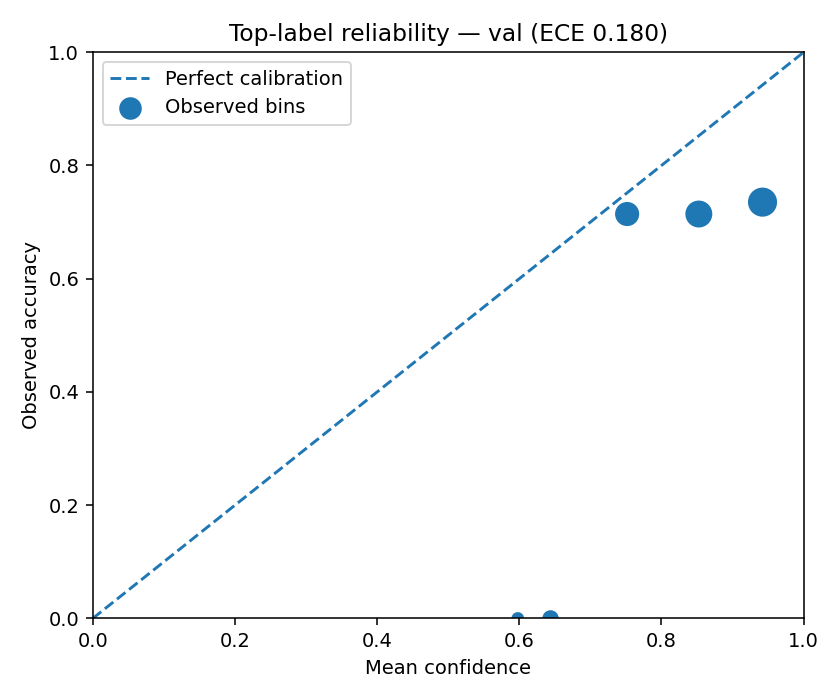 Top-label reliability — val (ECE 0.180)
Perfect calibration
Observed bins
Observed accuracy
1.0
0.8
0.6
0.4
0.2
0.0
0.0 0.2 0.4 0.6 0.8 1.0
Mean confidence